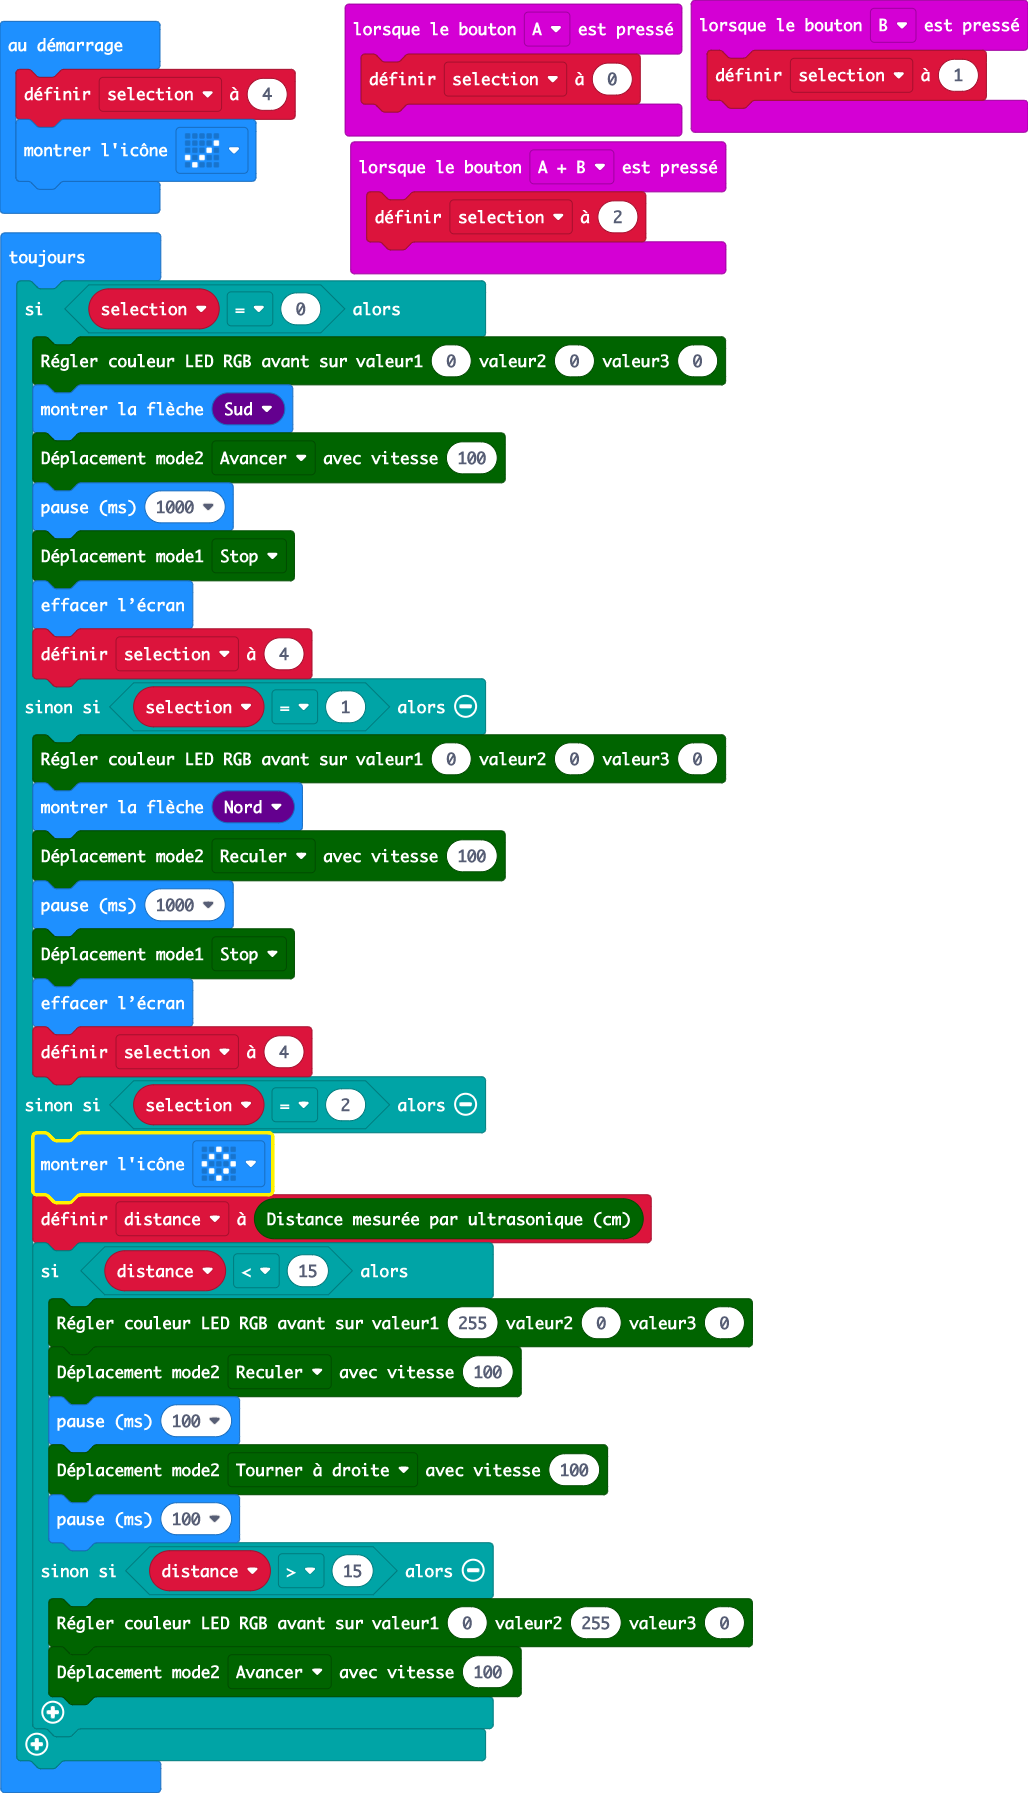 au démarrage
définir selection à 4
montrer l'icône
lorsque le bouton A est pressé
définir selection à 0
lorsque le bouton B est pressé
définir selection à 1
lorsque le bouton A + B est pressé
définir selection à 2
toujours
si selection = 0 alors
Régler couleur LED RGB avant sur valeur1 0 valeur2 0 valeur3 0
montrer la flèche Sud
Déplacement mode2 Avancer avec vitesse 100
pause (ms) 1000
Déplacement mode1 Stop
effacer l’écran
définir selection à 4
sinon si selection = 1 alors
Régler couleur LED RGB avant sur valeur1 0 valeur2 0 valeur3 0
montrer la flèche Nord
Déplacement mode2 Reculer avec vitesse 100
pause (ms) 1000
Déplacement mode1 Stop
effacer l’écran
définir selection à 4
sinon si selection = 2 alors
montrer l'icône
définir distance à Distance mesurée par ultrasonique (cm)
si distance < 15 alors
Régler couleur LED RGB avant sur valeur1 255 valeur2 0 valeur3 0
Déplacement mode2 Reculer avec vitesse 100
pause (ms) 100
Déplacement mode2 Tourner à droite avec vitesse 100
pause (ms) 100
sinon si distance > 15 alors
Régler couleur LED RGB avant sur valeur1 0 valeur2 255 valeur3 0
Déplacement mode2 Avancer avec vitesse 100